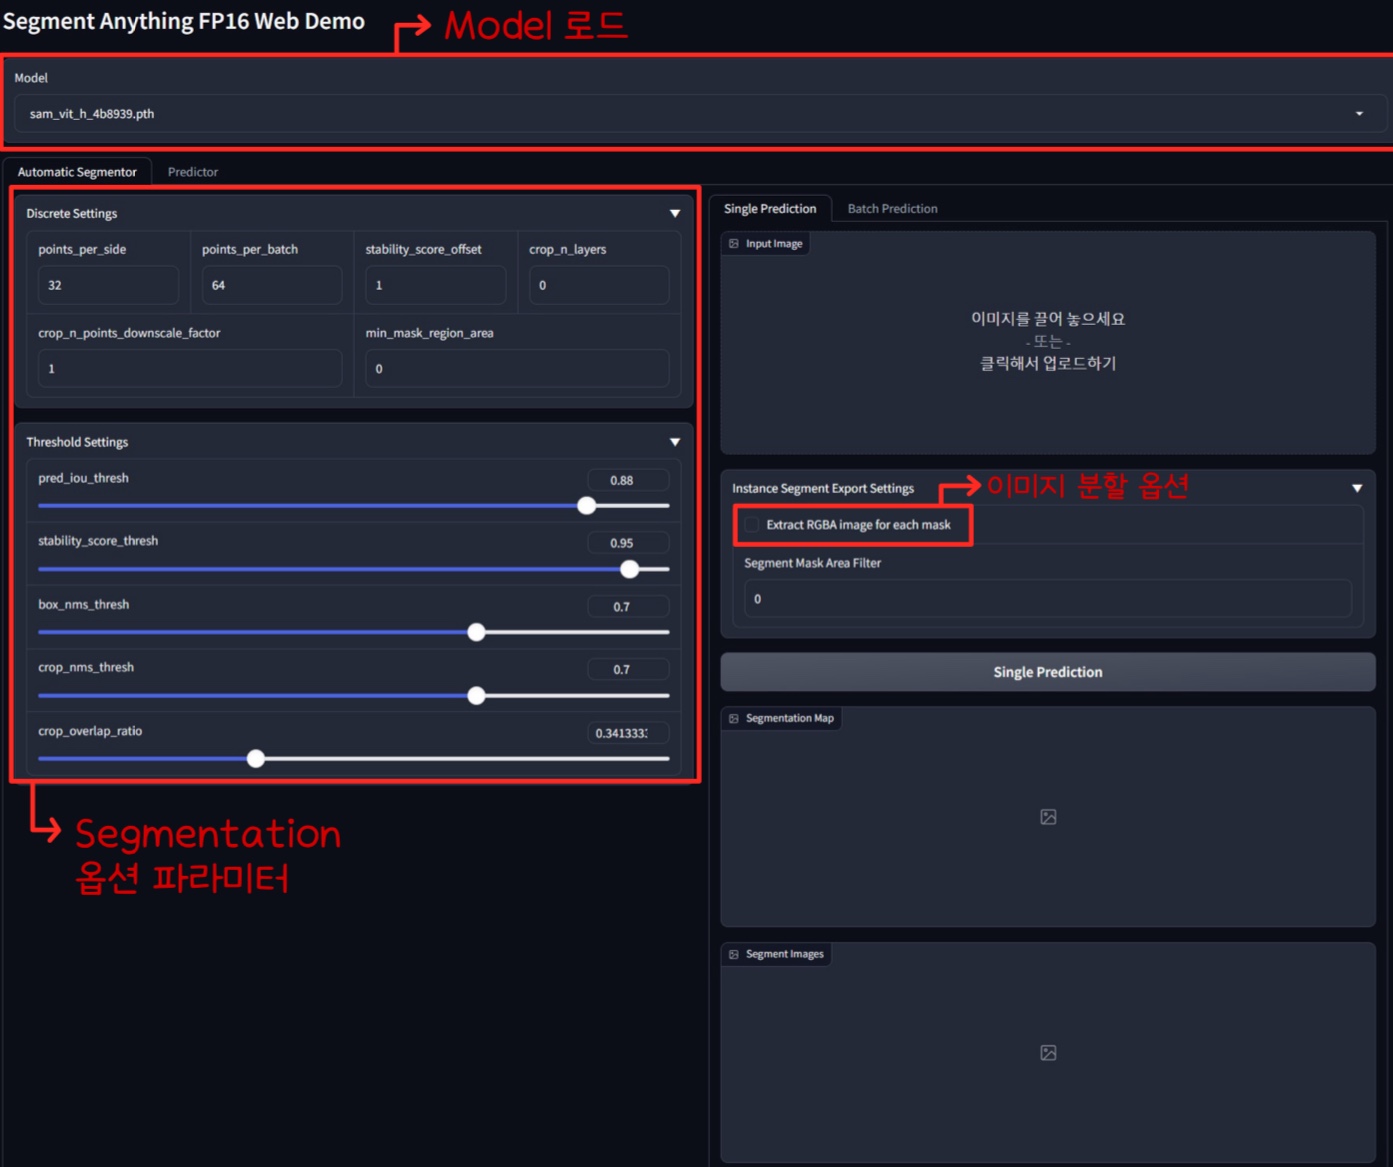 Segment Anything FP16 Web Demo
Model 로드
Model
sam_vit_h_4b8939.pth
Automatic Segmentor
Predictor
Discrete Settings
points_per_side
points_per_batch
stability_score_offset
crop_n_layers
32
64
1
0
crop_n_points_downscale_factor
min_mask_region_area
1
0
Threshold Settings
pred_iou_thresh
0.88
stability_score_thresh
0.95
box_nms_thresh
0.7
crop_nms_thresh
0.7
crop_overlap_ratio
0.3413333
Segmentation
옵션 파라미터
Single Prediction
Batch Prediction
Input Image
이미지를 끌어 놓으세요
- 또는 -
클릭해서 업로드하기
Instance Segment Export Settings
이미지 분할 옵션
Extract RGBA image for each mask
Segment Mask Area Filter
0
Single Prediction
Segmentation Map
Segment Images